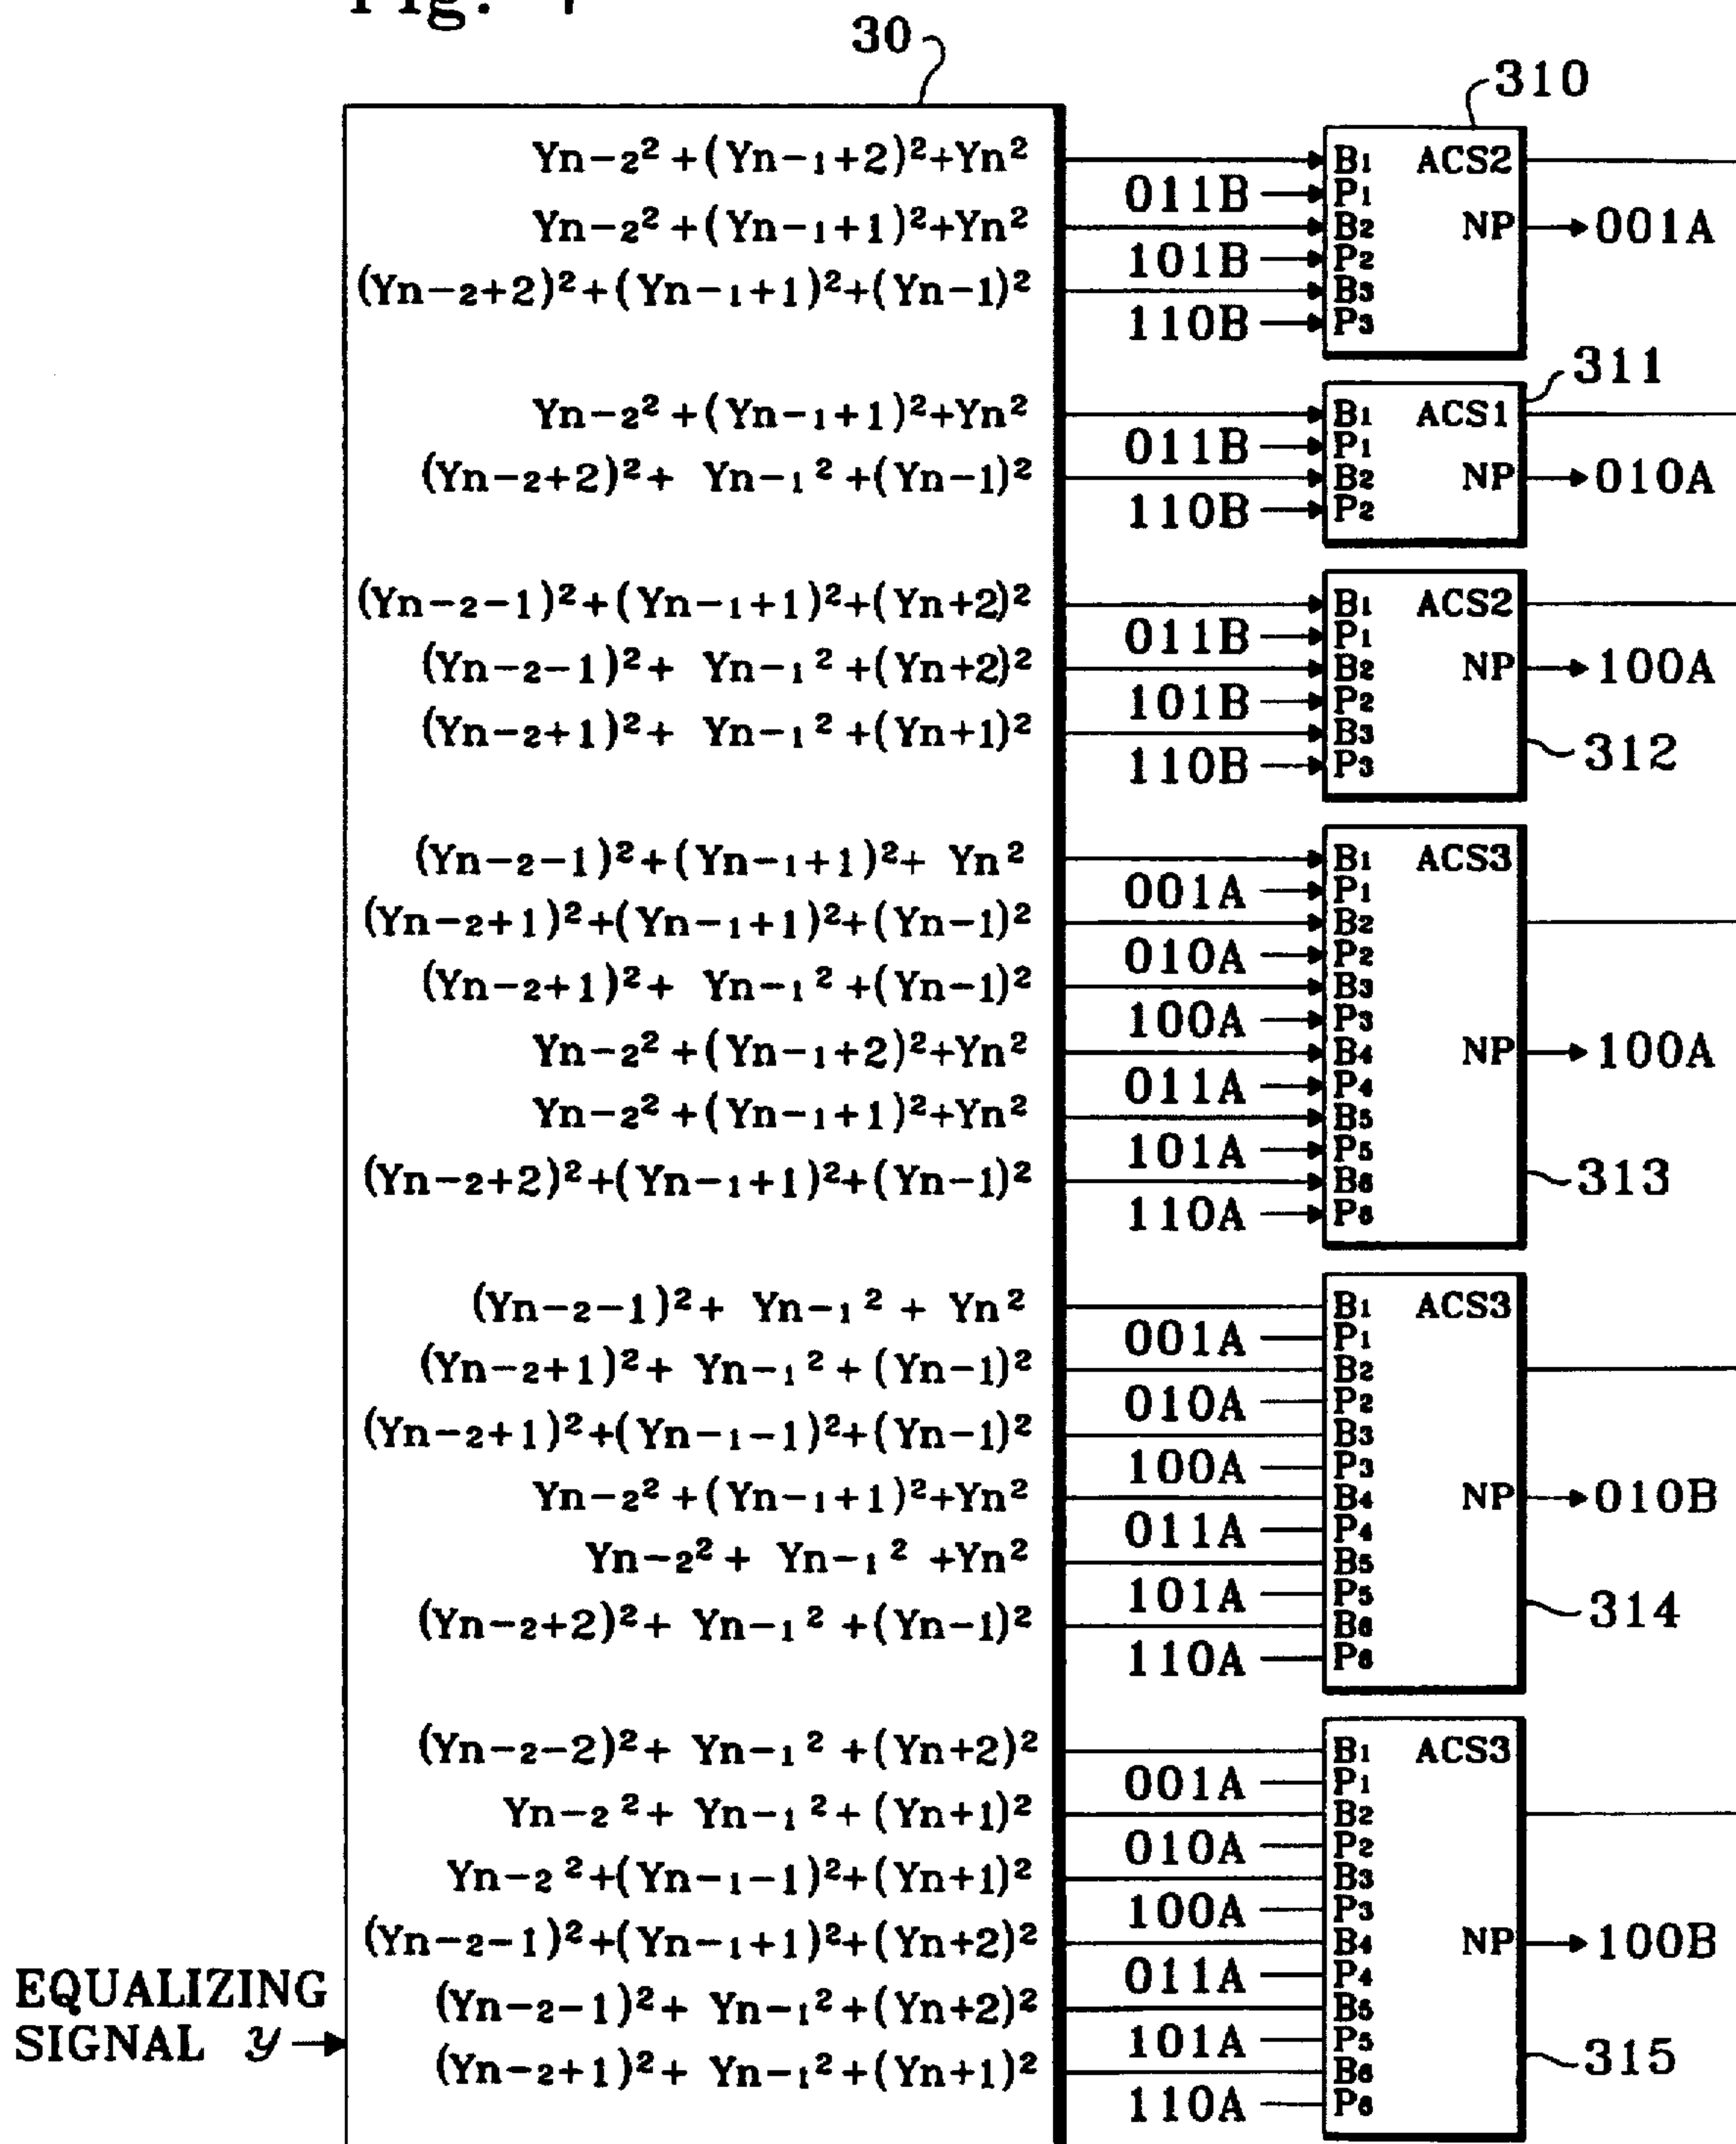 Fig.
30
310
Yn-2² + (Yn-1+2)²+Yn² B1 ACS2
011B P1
Yn-2² + (Yn-1+1)²+Yn² B2 NP 001A
101B P2
(Yn-2+2)²+(Yn-1+1)²+(Yn-1)² B3
110B P3
311
Yn-2² + (Yn-1+1)²+Yn² B1 ACS1
011B P1
(Yn-2+2)²+ Yn-1² +(Yn-1)² B2 NP 010A
110B P2
(Yn-2-1)²+(Yn-1+1)²+(Yn+2)² B1 ACS2
011B P1
(Yn-2-1)²+ Yn-1² +(Yn+2)² B2 NP 100A
101B P2
(Yn-2+1)²+ Yn-1² +(Yn+1)² B3
312
110B P3
(Yn-2-1)²+(Yn-1+1)²+ Yn² B1 ACS3
001A P1
(Yn-2+1)²+(Yn-1+1)²+(Yn-1)² B2
010A P2
(Yn-2+1)²+ Yn-1² +(Yn-1)² B3
100A P3
Yn-2² +(Yn-1+2)²+Yn² B4 NP 100A
011A P4
Yn-2² +(Yn-1+1)²+Yn² B5
101A P5
(Yn-2+2)²+(Yn-1+1)²+(Yn-1)² B6 313
110A P6
(Yn-2-1)²+ Yn-1² + Yn² B1 ACS3
001A P1
(Yn-2+1)²+ Yn-1² + (Yn-1)² B2
010A P2
(Yn-2+1)²+(Yn-1-1)²+(Yn-1)² B3
100A P3
Yn-2² +(Yn-1+1)²+Yn² B4 NP 010B
011A P4
Yn-2² + Yn-1² +Yn² B5
101A P5
314
(Yn-2+2)²+ Yn-1² +(Yn-1)² B6
110A P6
(Yn-2-2)²+ Yn-1² +(Yn+2)² B1 ACS3
001A P1
Yn-2² + Yn-1² + (Yn+1)² B2
010A P2
Yn-2² +(Yn-1-1)²+(Yn+1)² B3
100A P3
(Yn-2-1)²+(Yn-1+1)²+(Yn+2)² B4 NP 100B
011A P4
EQUALIZING
(Yn-2-1)²+ Yn-1² +(Yn+2)² B5
SIGNAL y
101A P5
315
(Yn-2+1)²+ Yn-1² +(Yn+1)² B6
110A P6